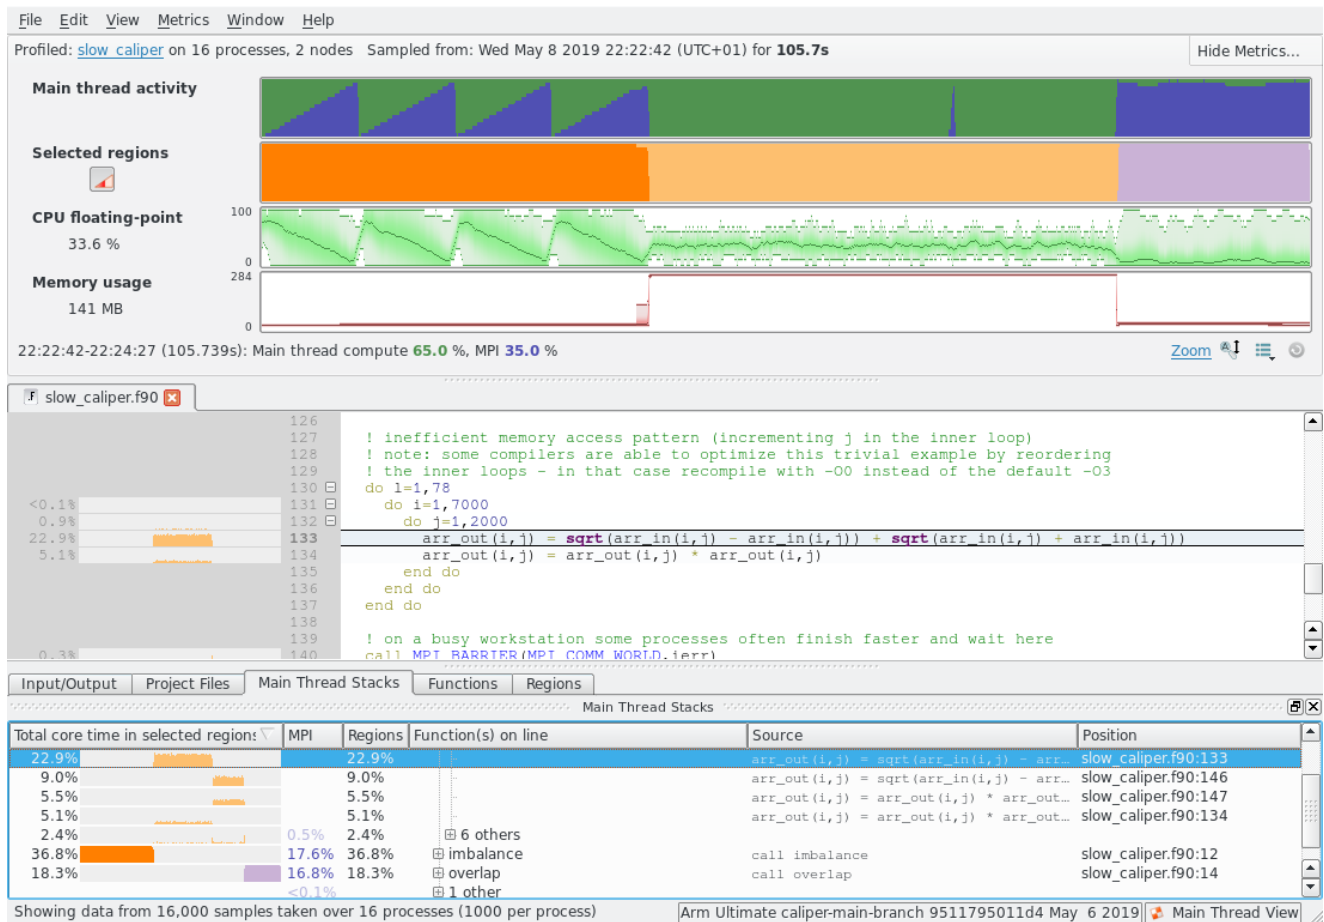 File Edit View Metrics Window Help
Profiled: slow_caliper on 16 processes, 2 nodes Sampled from: Wed May 8 2019 22:22:42 (UTC+01) for 105.7s Hide Metrics...
Main thread activity
Selected regions
CPU floating-point 100
33.6 %
0
Memory usage 284
141 MB
0
22:22:42-22:24:27 (105.739s): Main thread compute 65.0 %, MPI 35.0 % Zoom
F slow_caliper.f90
126
127 ! inefficient memory access pattern (incrementing j in the inner loop)
128 ! note: some compilers are able to optimize this trivial example by reordering
129 ! the inner loops - in that case recompile with -O0 instead of the default -O3
130 do l=1,78
<0.1% 131 do i=1,7000
0.9% 132 do j=1,2000
22.9% 133 arr_out(i,j) = sqrt(arr_in(i,j) - arr_in(i,j)) + sqrt(arr_in(i,j) + arr_in(i,j))
5.1% 134 arr_out(i,j) = arr_out(i,j) * arr_out(i,j)
135 end do
136 end do
137 end do
138
139 ! on a busy workstation some processes often finish faster and wait here
0.3% 140 call MPI_BARRIER(MPI_COMM_WORLD,ierr)
Input/Output Project Files Main Thread Stacks Functions Regions
Main Thread Stacks
Total core time in selected regions MPI Regions Function(s) on line Source Position
22.9% 22.9% arr_out(i,j) = sqrt(arr_in(i,j) - arr... slow_caliper.f90:133
9.0% 9.0% arr_out(i,j) = sqrt(arr_in(i,j) - arr... slow_caliper.f90:146
5.5% 5.5% arr_out(i,j) = arr_out(i,j) * arr_out... slow_caliper.f90:147
5.1% 5.1% arr_out(i,j) = arr_out(i,j) * arr_out... slow_caliper.f90:134
2.4% 0.5% 2.4% 6 others
36.8% 17.6% 36.8% imbalance call imbalance slow_caliper.f90:12
18.3% 16.8% 18.3% overlap call overlap slow_caliper.f90:14
<0.1% 1 other
Showing data from 16,000 samples taken over 16 processes (1000 per process) Arm Ultimate caliper-main-branch 9511795011d4 May 6 2019 Main Thread View